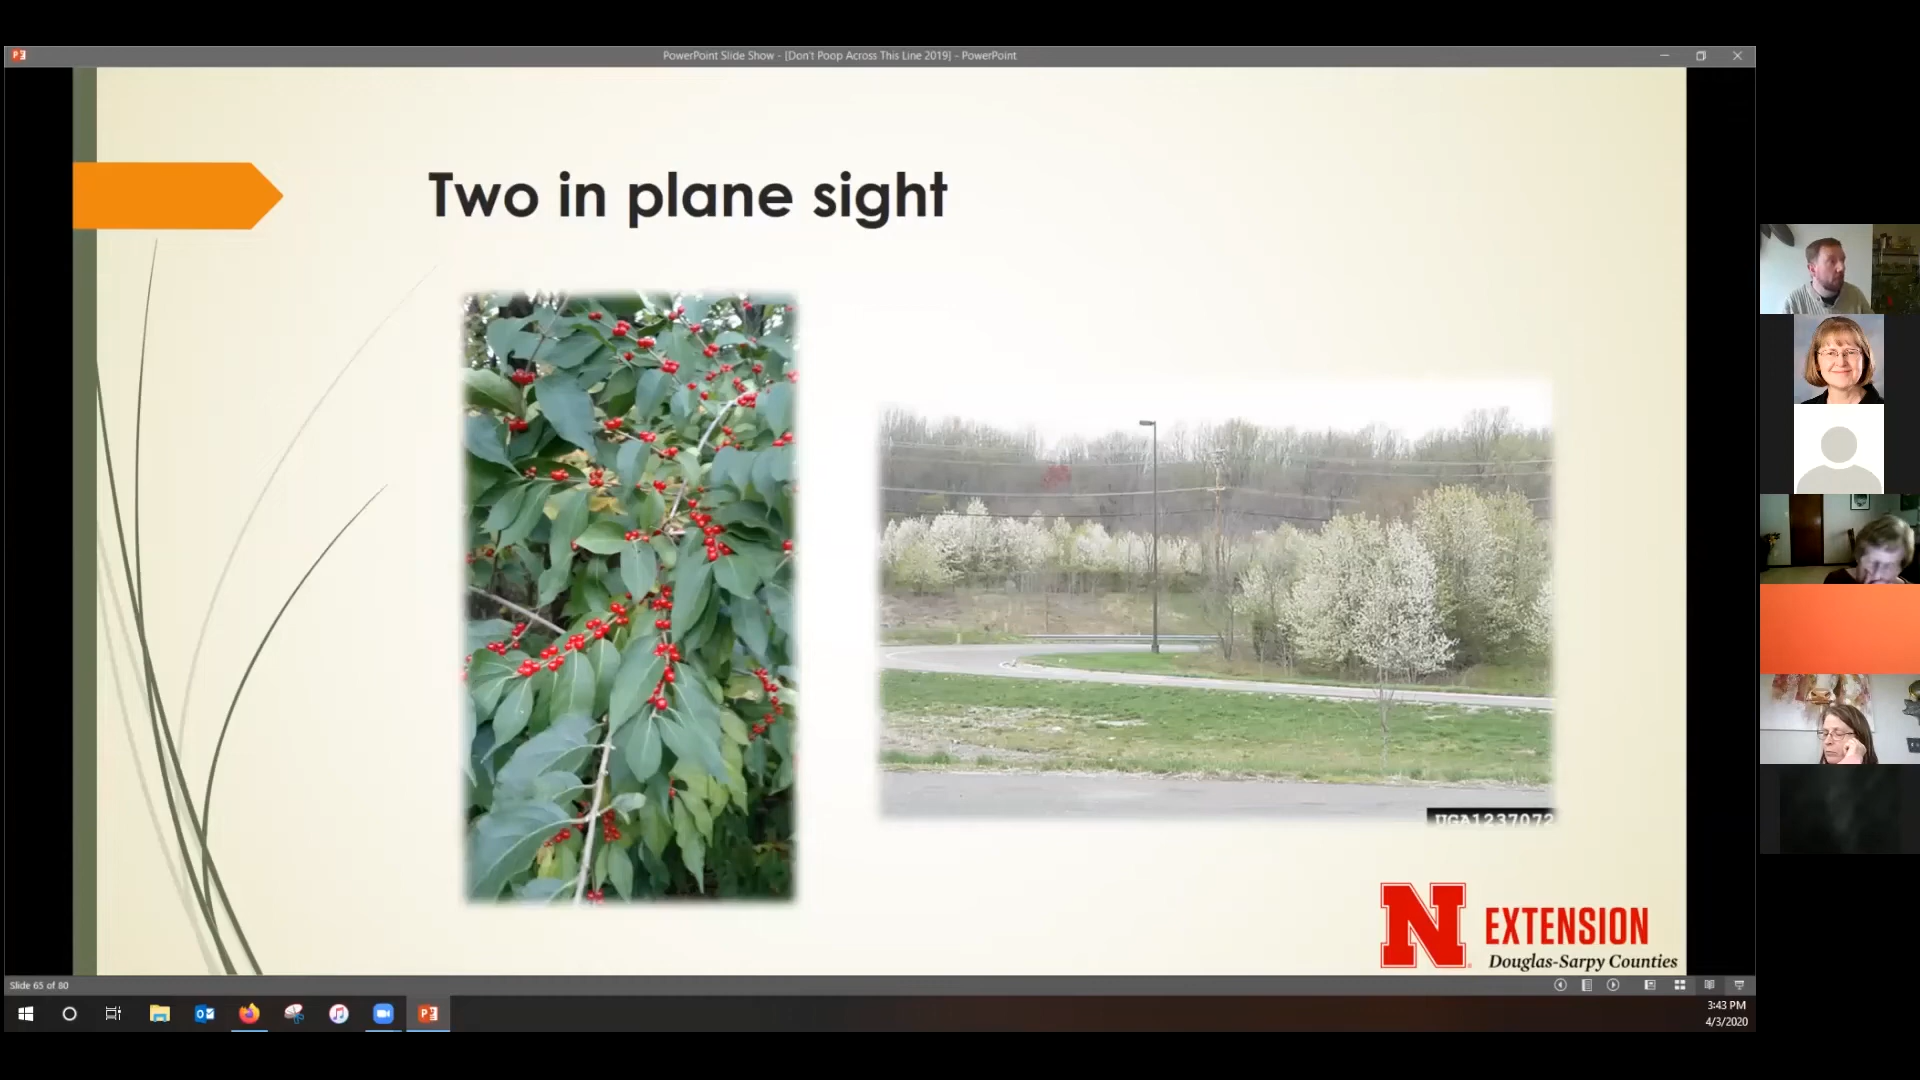 PowerPoint Slide Show - [Don't Poop Across This Line 2019] - PowerPoint
Two in plane sight
UGA1237072
N EXTENSION
Douglas-Sarpy Counties
Slide 65 of 80
3:43 PM
4/3/2020